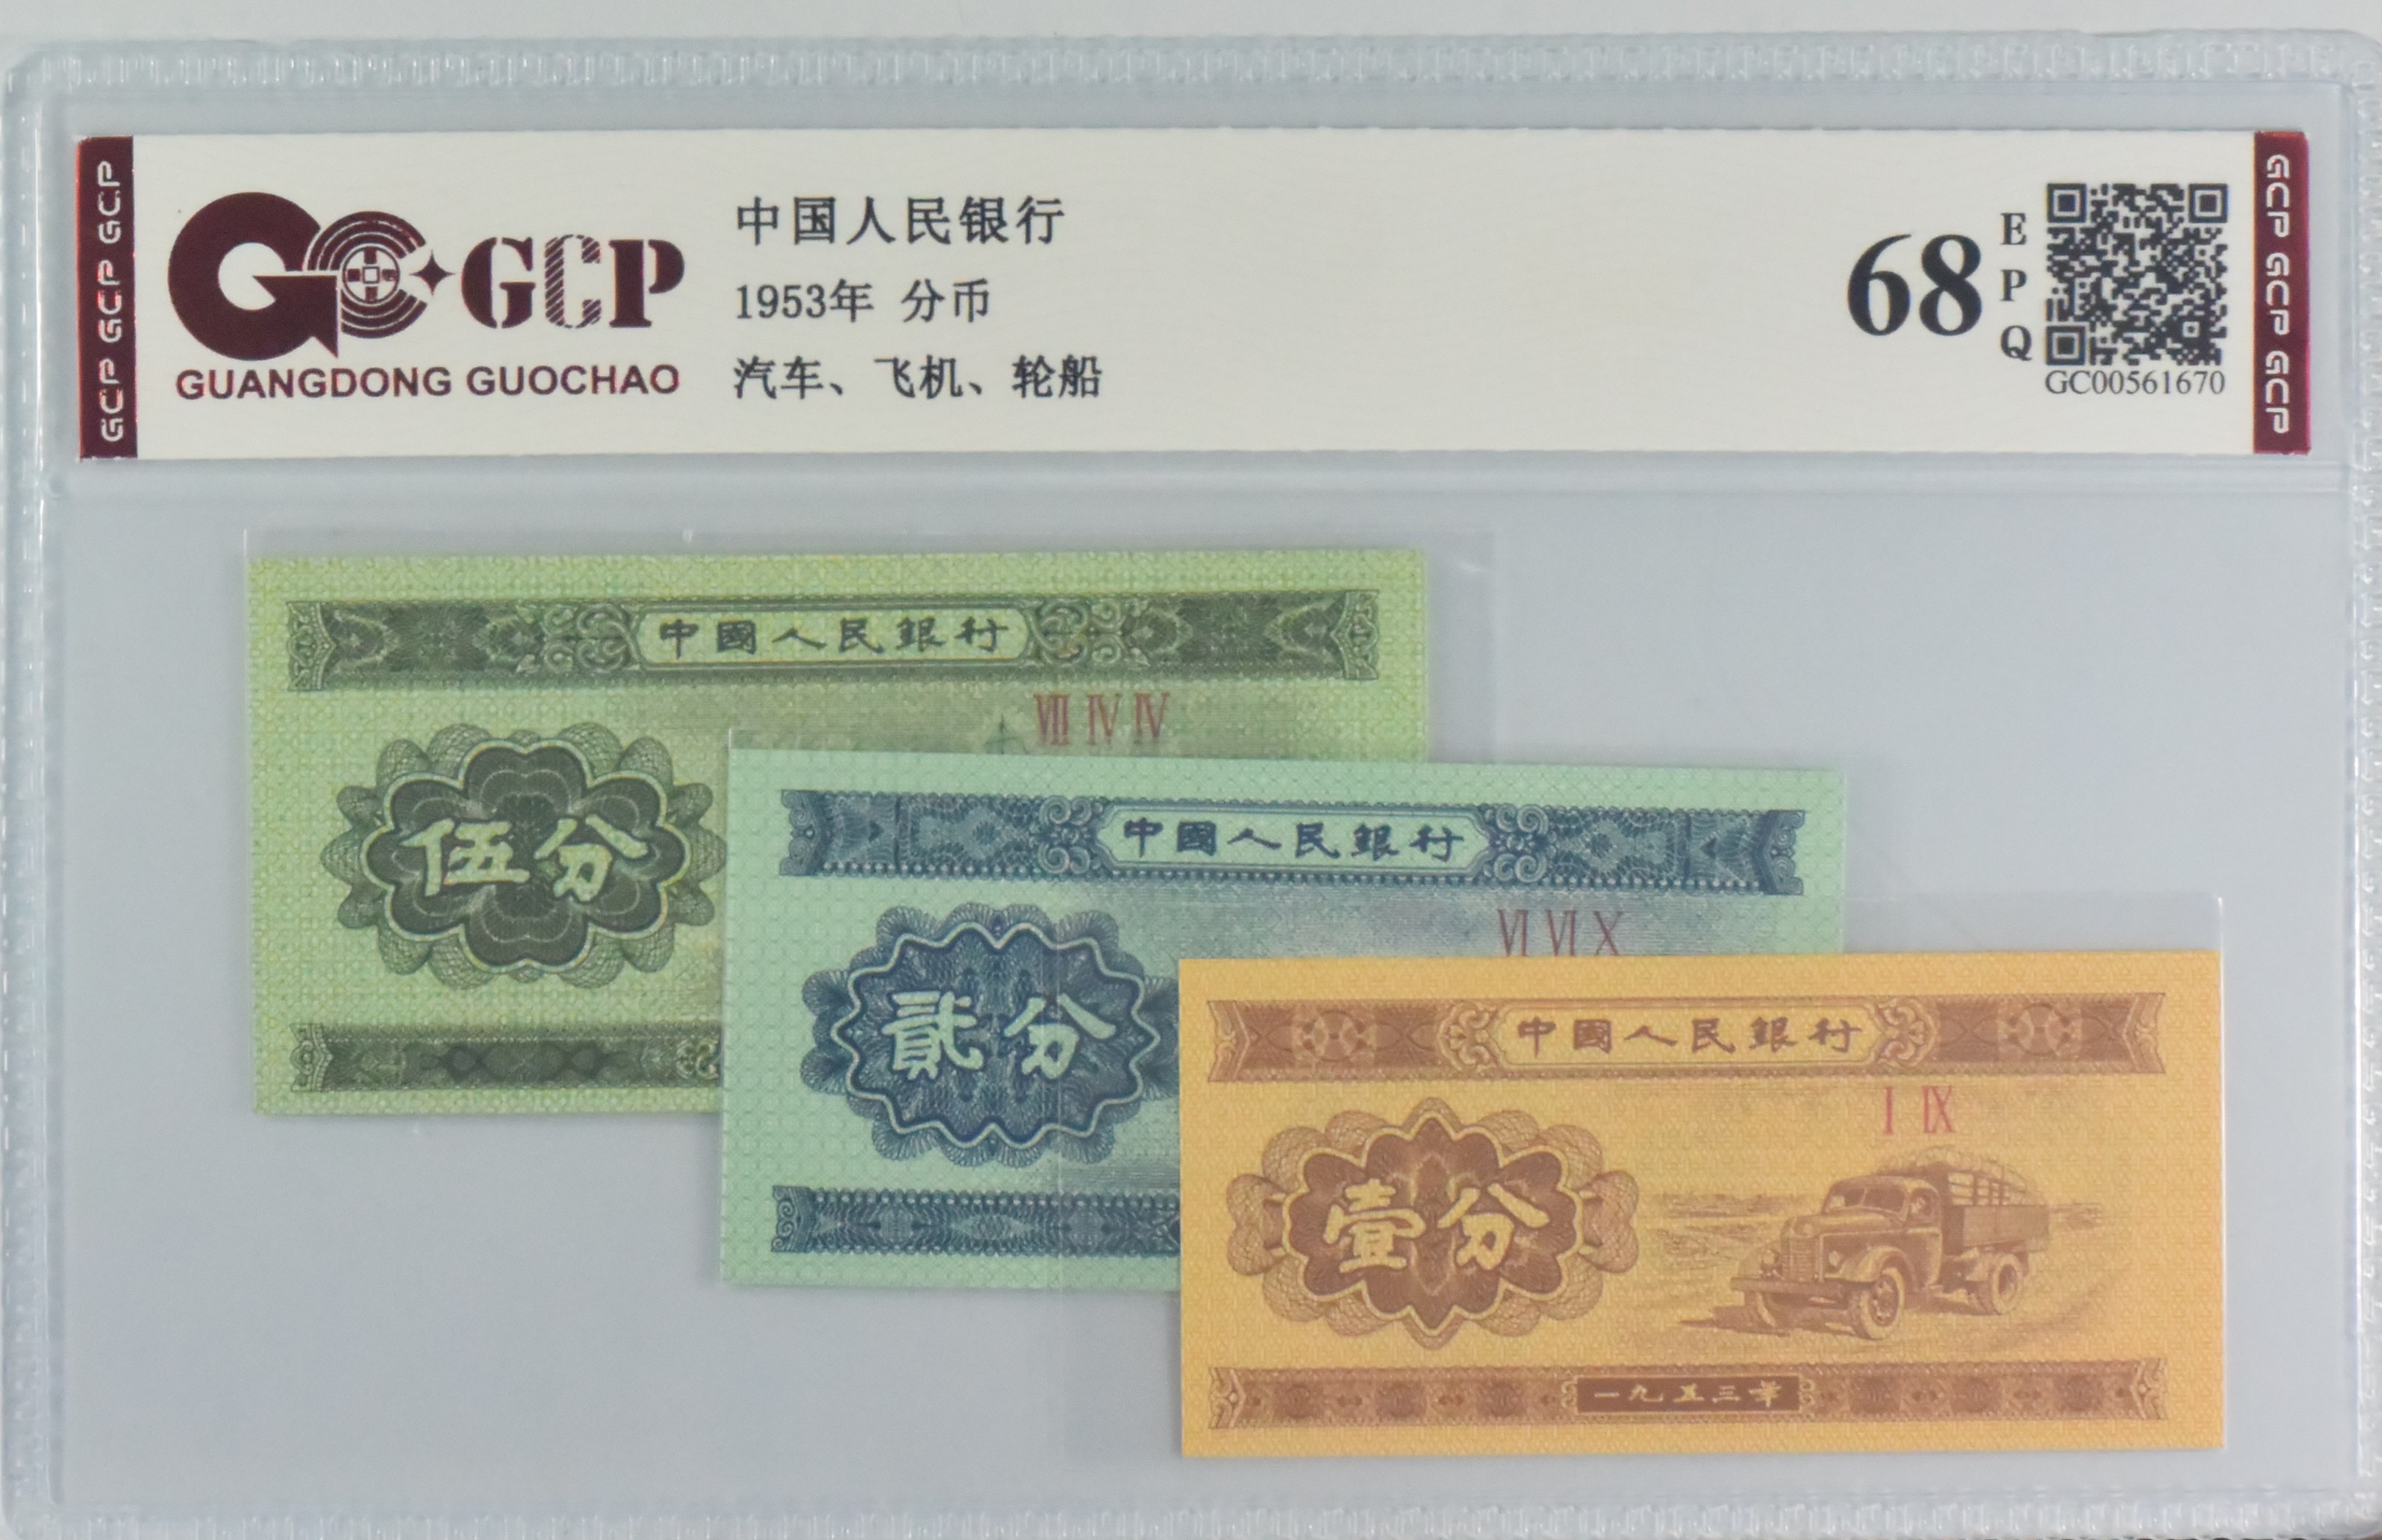 GCP GCP GCP
GCP
GUANGDONG GUOCHAO
中国人民银行
1953年 分币
汽车、飞机、轮船
68
E
P
Q
GC00561670
GCP GCP GCP
中國人民銀行
VII IV IV
伍分
中國人民銀行
VI VI X
貳分
中國人民銀行
I IX
壹分
一九五三年